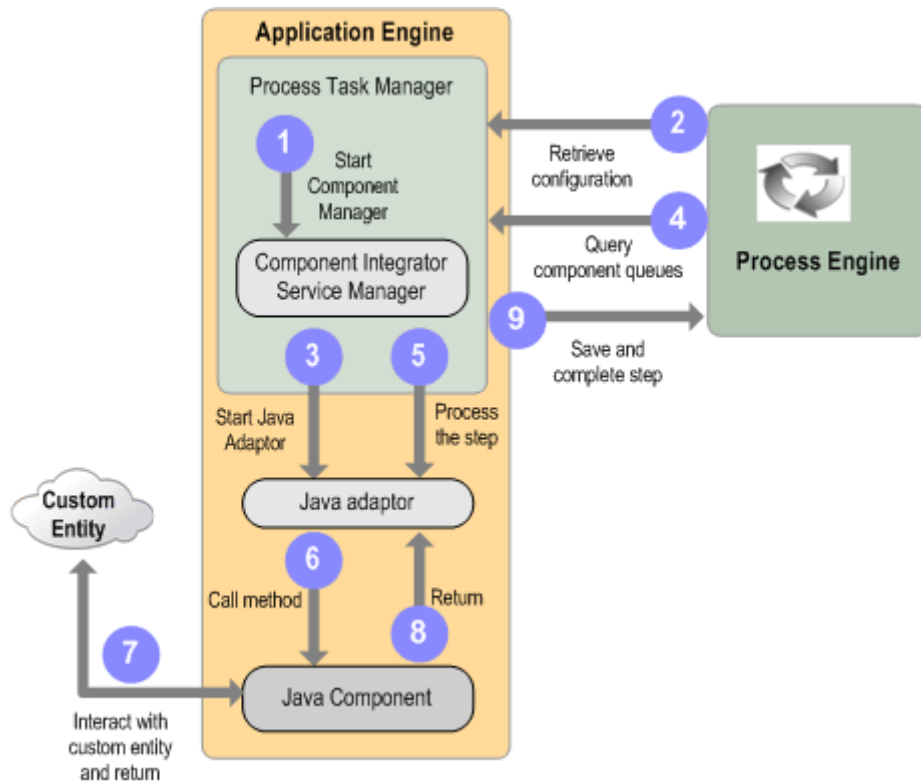 Application Engine
Process Task Manager
1
Start
Component
Manager
Component Integrator
Service Manager
2
Retrieve
configuration
4
Query
component queues
Process Engine
9
Save and
complete step
3
Start Java
Adaptor
5
Process
the step
Java adaptor
Custom
Entity
6
Call method
8
Return
7
Interact with
custom entity
and return
Java Component